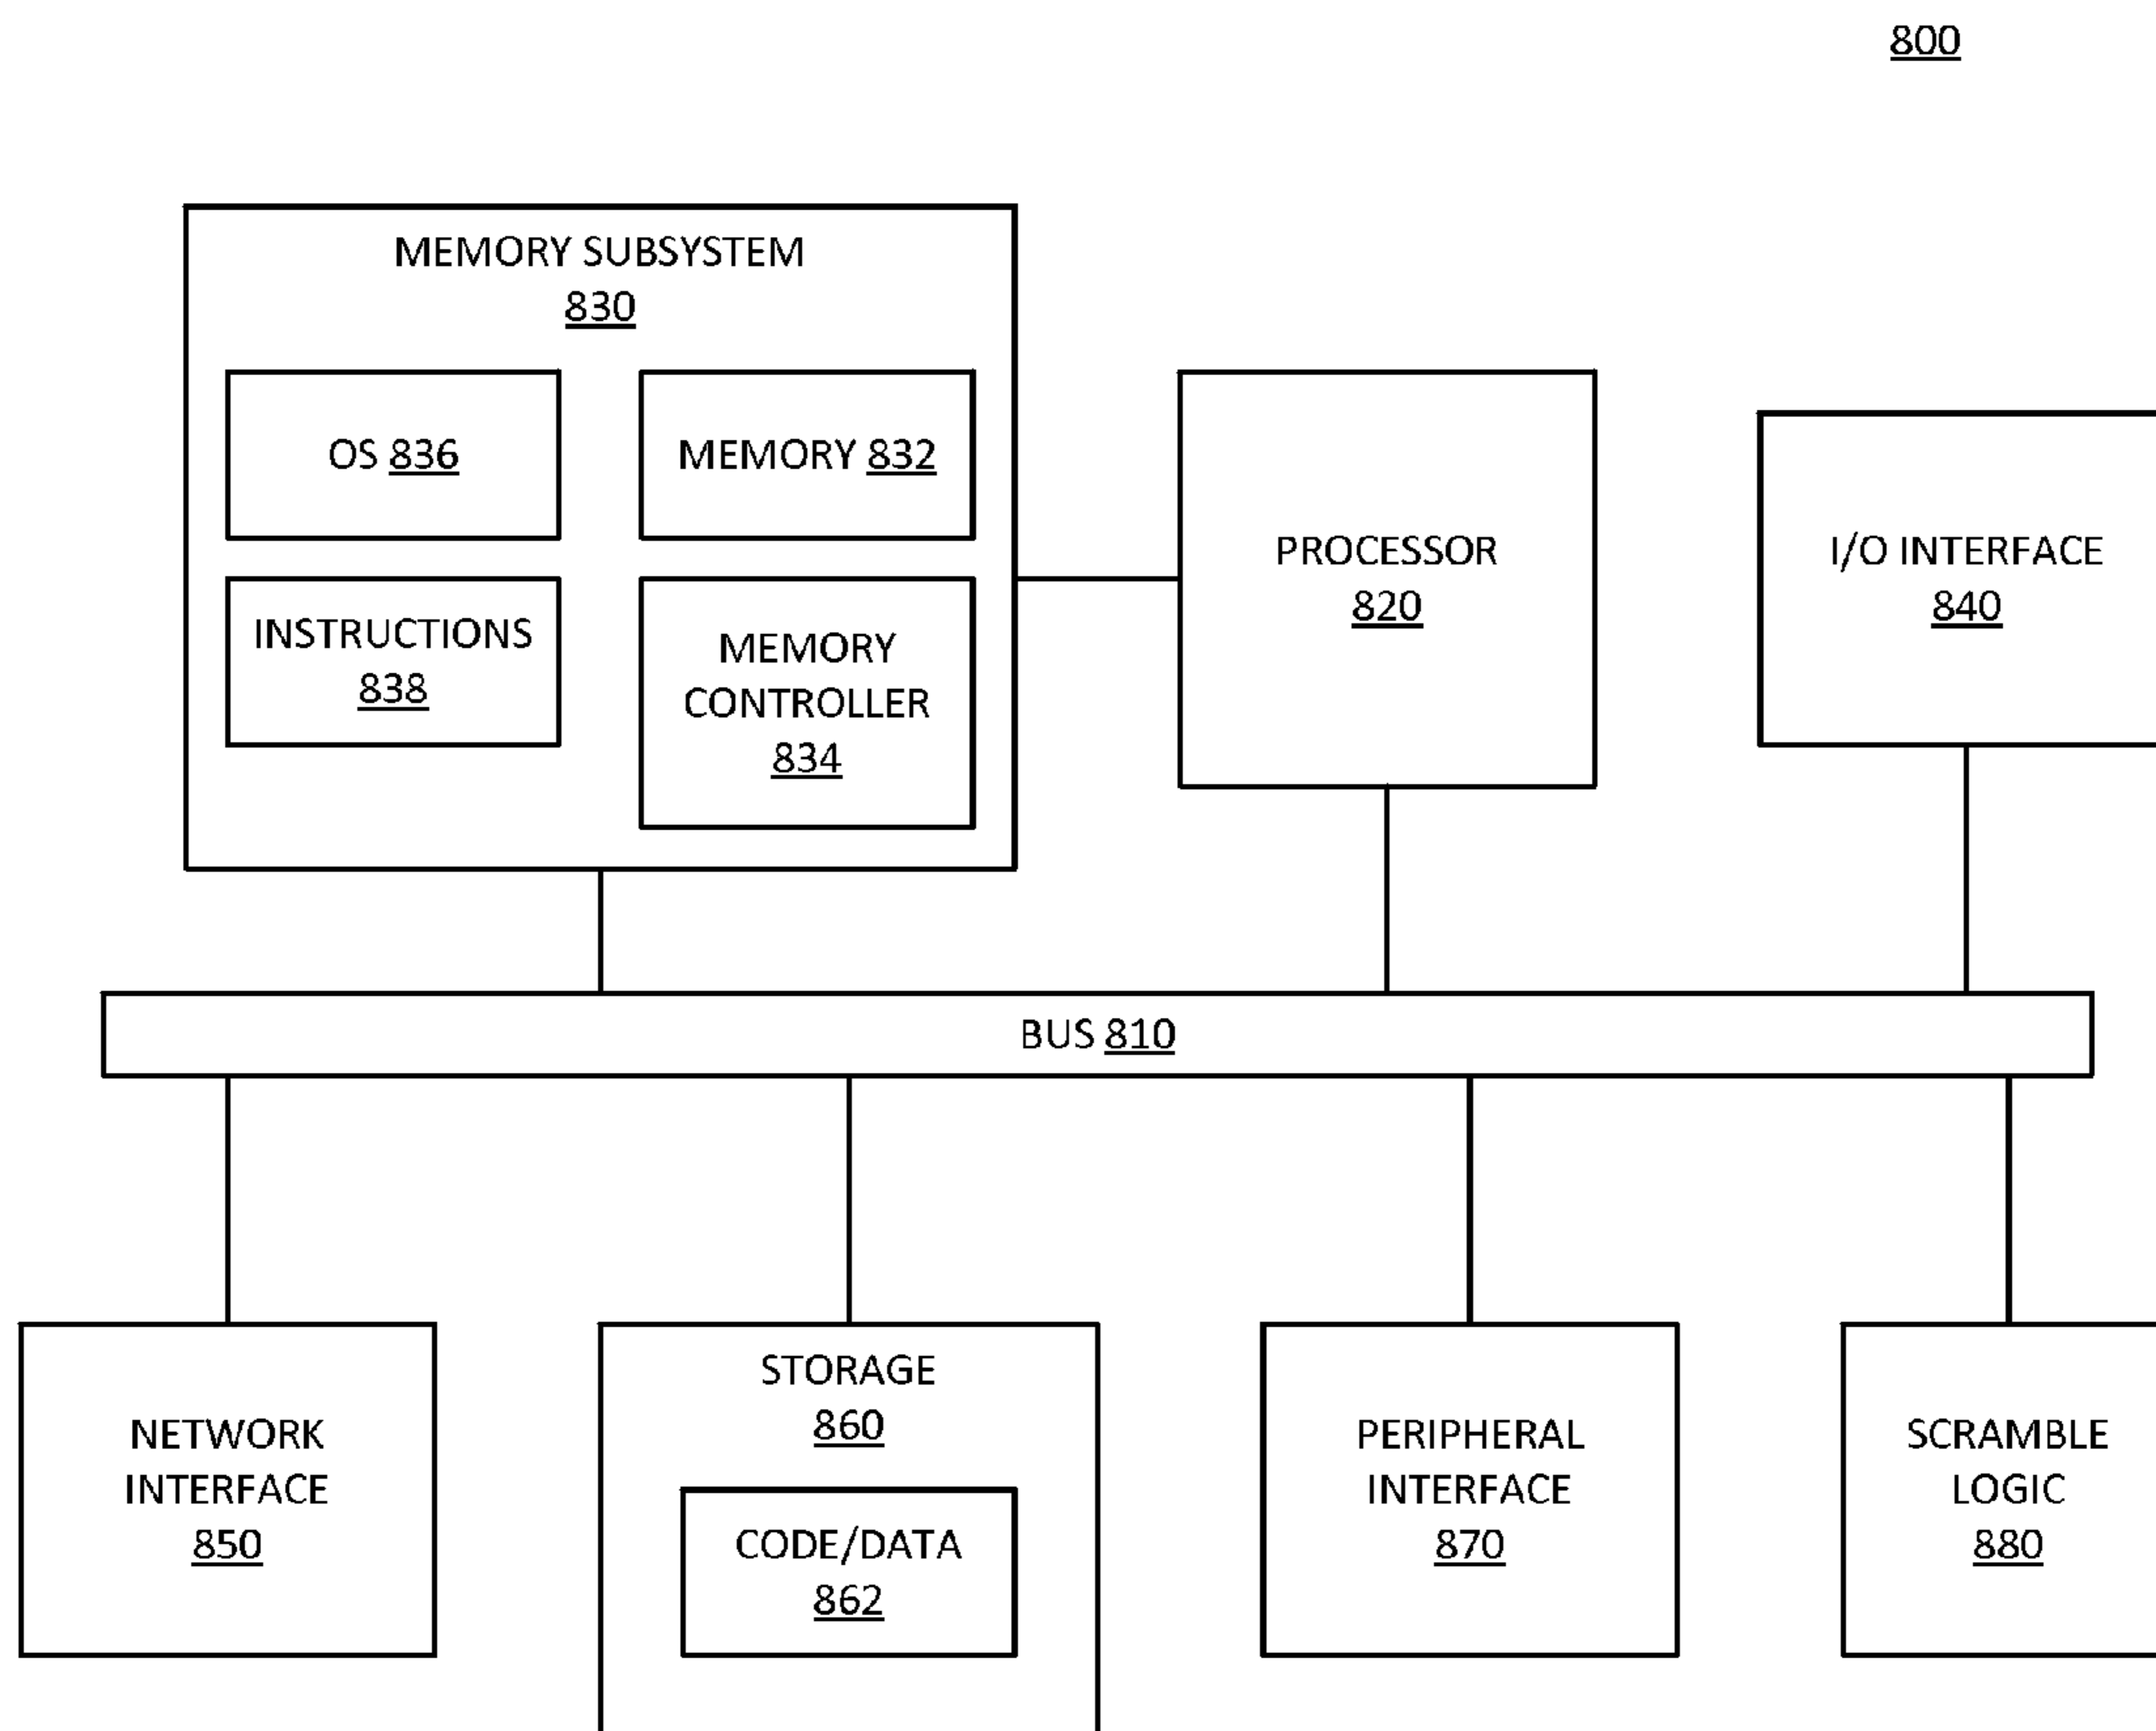 800
MEMORY SUBSYSTEM
830
OS 836
MEMORY 832
INSTRUCTIONS
838
MEMORY
CONTROLLER
834
PROCESSOR
820
I/O INTERFACE
840
BUS 810
NETWORK
INTERFACE
850
STORAGE
860
CODE/DATA
862
PERIPHERAL
INTERFACE
870
SCRAMBLE
LOGIC
880